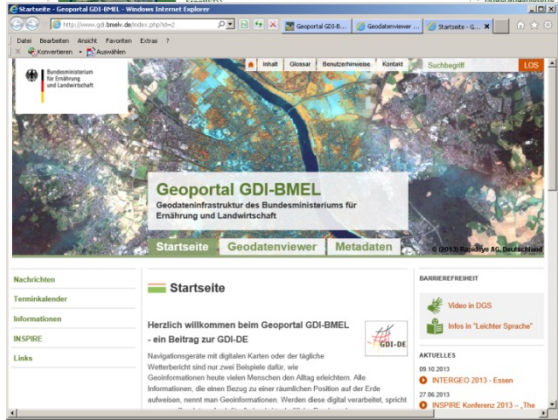 Startseite - Geoportal GDI-BMEL - Windows Internet Explorer
http://www.gdi.bmelv.de/index.php?id=2
Geoportal GDI-B...
Geodatenviewer ...
Startseite - G...
Datei Bearbeiten Ansicht Favoriten Extras ?
Konvertieren Auswählen
Bundesministerium
für Ernährung
und Landwirtschaft
Inhalt Glossar Benutzerhinweise Kontakt
Suchbegriff LOS
Geoportal GDI-BMEL
Geodateninfrastruktur des Bundesministeriums für
Ernährung und Landwirtschaft
Startseite Geodatenviewer Metadaten
© (2013) RapidEye AG, Deutschland
Nachrichten
Terminkalender
Informationen
INSPIRE
Links
Startseite
Herzlich willkommen beim Geoportal GDI-BMEL
- ein Beitrag zur GDI-DE
GDI-DE
Navigationsgeräte mit digitalen Karten oder der tägliche
Wetterbericht sind nur zwei Beispiele dafür, wie
Geoinformationen heute vielen Menschen den Alltag erleichtern. Alle
Informationen, die einen Bezug zu einer räumlichen Position auf der Erde
aufweisen, nennt man Geoinformationen. Werden diese digital verarbeitet, spricht
BARRIEREFREIHEIT
Video in DGS
Infos in "Leichter Sprache"
AKTUELLES
09.10.2013
INTERGEO 2013 - Essen
27.06.2013
INSPIRE Konferenz 2013 – „The